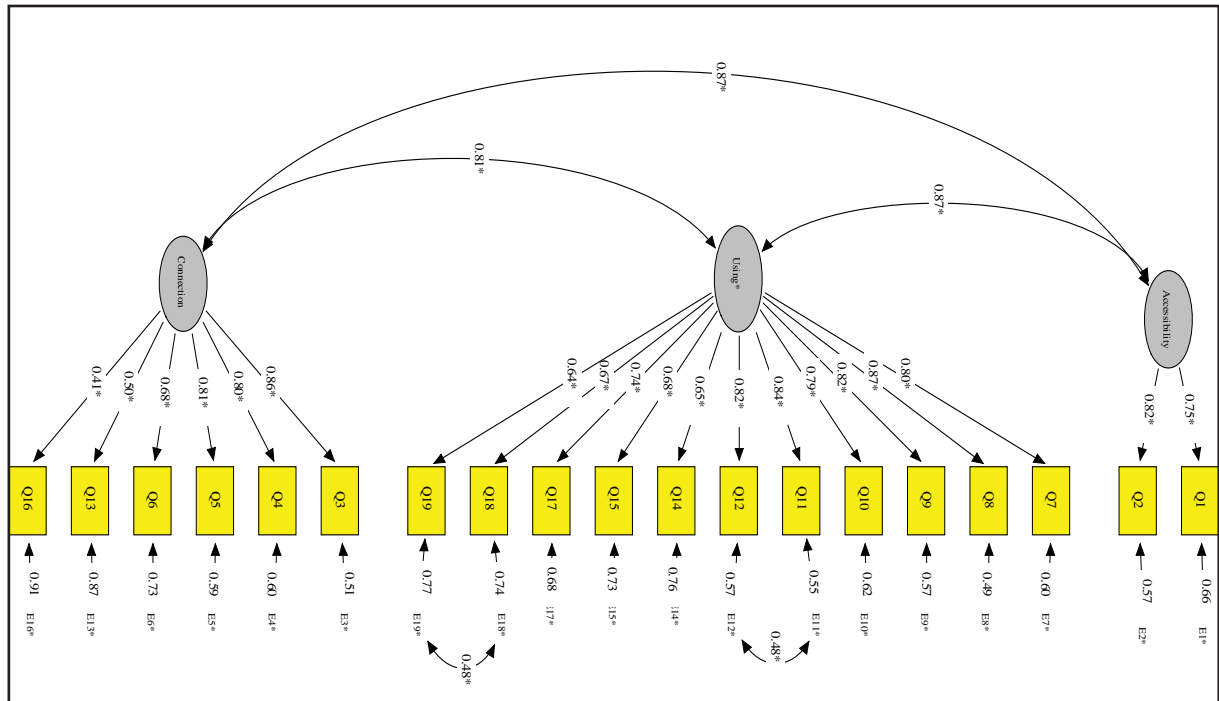 0.87*
0.81*
0.87*
Connection
Using*
Accessibility
0.41*
0.50*
0.68*
0.81*
0.80*
0.86*
0.64*
0.67*
0.74*
0.68*
0.65*
0.82*
0.84*
0.79*
0.82*
0.87*
0.80*
0.82*
0.75*
Q16
Q13
Q6
Q5
Q4
Q3
Q19
Q18
Q17
Q15
Q14
Q12
Q11
Q10
Q9
Q8
Q7
Q2
Q1
0.91
0.87
0.73
0.59
0.60
0.51
0.77
0.74
0.68
0.73
0.76
0.57
0.55
0.62
0.57
0.49
0.60
0.57
0.66
E16*
E13*
E6*
E5*
E4*
E3*
E19*
E18*
E12*
E11*
E10*
E9*
E8*
E7*
E2*
E1*
0.48*
0.48*